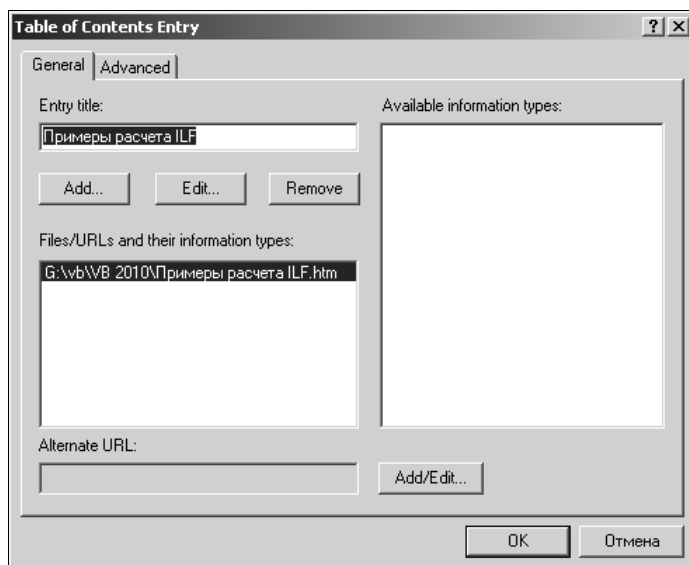 Table of Contents Entry
General Advanced
Entry title:
Примеры расчета ILF
Add... Edit... Remove
Files/URLs and their information types:
G:\vb\VB 2010\Примеры расчета ILF.htm
Alternate URL:
Available information types:
Add/Edit...
OK Отмена